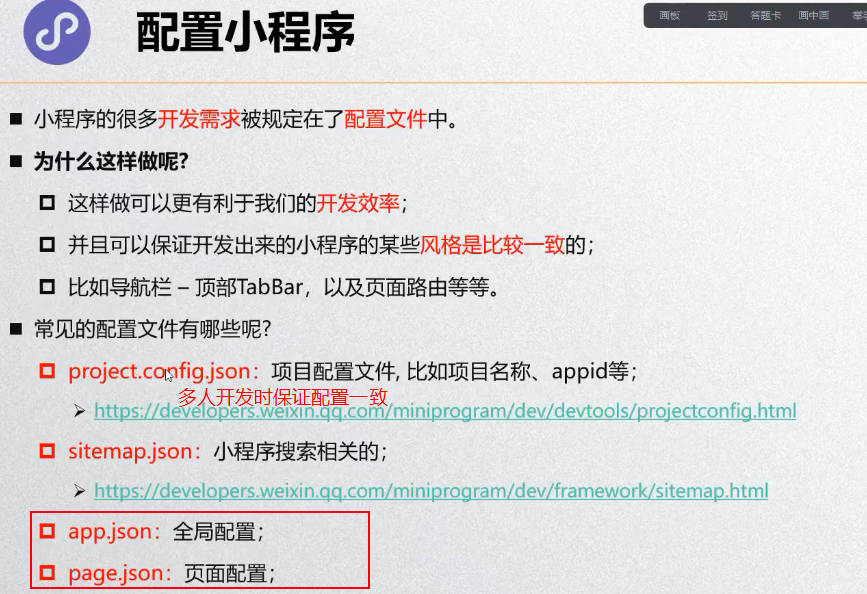 画板 签到 答题卡 画中画
配置小程序
小程序的很多开发需求被规定在了配置文件中。
为什么这样做呢?
这样做可以更有利于我们的开发效率;
并且可以保证开发出来的小程序的某些风格是比较一致的;
比如导航栏 – 顶部TabBar，以及页面路由等等。
常见的配置文件有哪些呢?
project.config.json：项目配置文件, 比如项目名称、appid等;
多人开发时保证配置一致
https://developers.weixin.qq.com/miniprogram/dev/devtools/projectconfig.html
sitemap.json：小程序搜索相关的;
https://developers.weixin.qq.com/miniprogram/dev/framework/sitemap.html
app.json：全局配置;
page.json：页面配置;